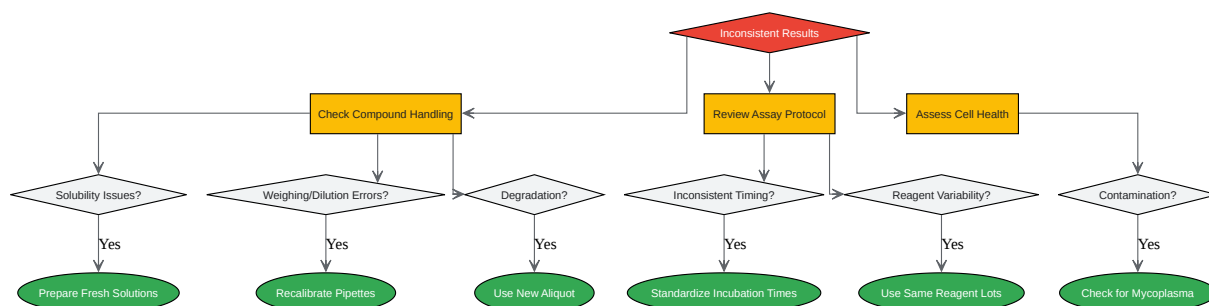 Inconsistent Results
Check Compound Handling
Review Assay Protocol
Assess Cell Health
Solubility Issues?
Weighing/Dilution Errors?
Degradation?
Inconsistent Timing?
Reagent Variability?
Contamination?
Yes
Yes
Yes
Yes
Yes
Yes
Prepare Fresh Solutions
Recalibrate Pipettes
Use New Aliquot
Standardize Incubation Times
Use Same Reagent Lots
Check for Mycoplasma